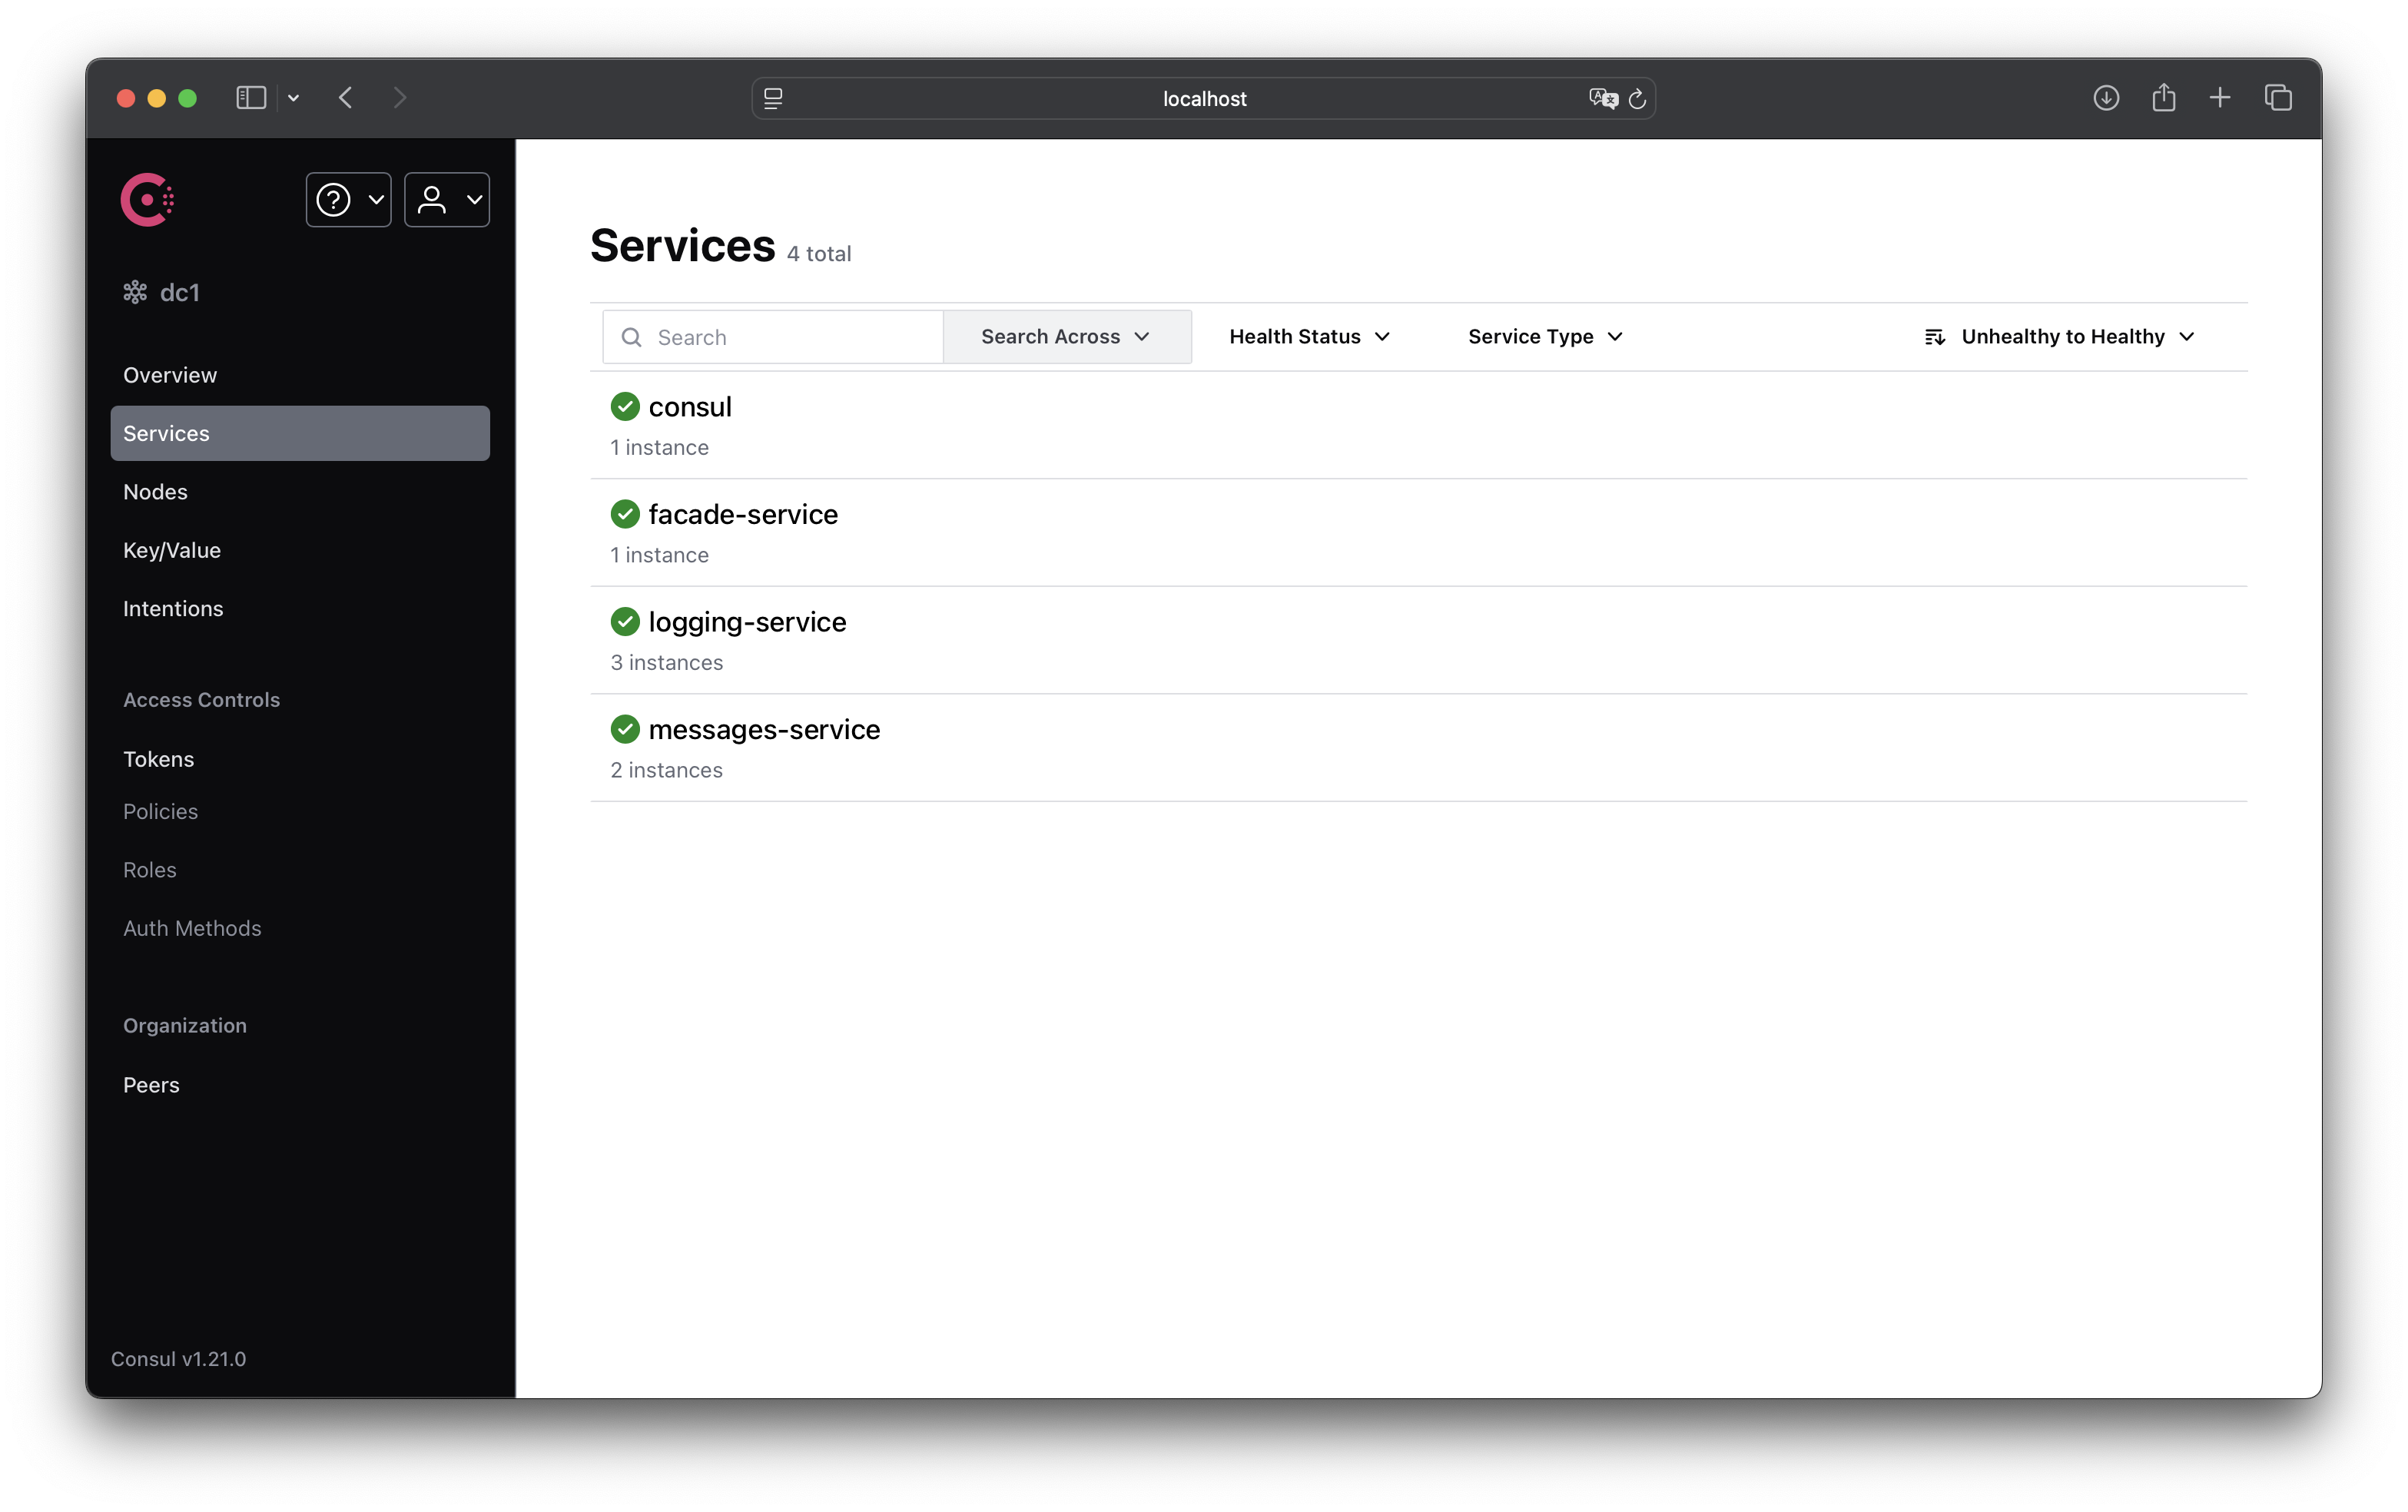 localhost
dc1
Overview
Services
Nodes
Key/Value
Intentions
Access Controls
Tokens
Policies
Roles
Auth Methods
Organization
Peers
Consul v1.21.0
Services 4 total
Search Search Across Health Status Service Type Unhealthy to Healthy
consul
1 instance
facade-service
1 instance
logging-service
3 instances
messages-service
2 instances